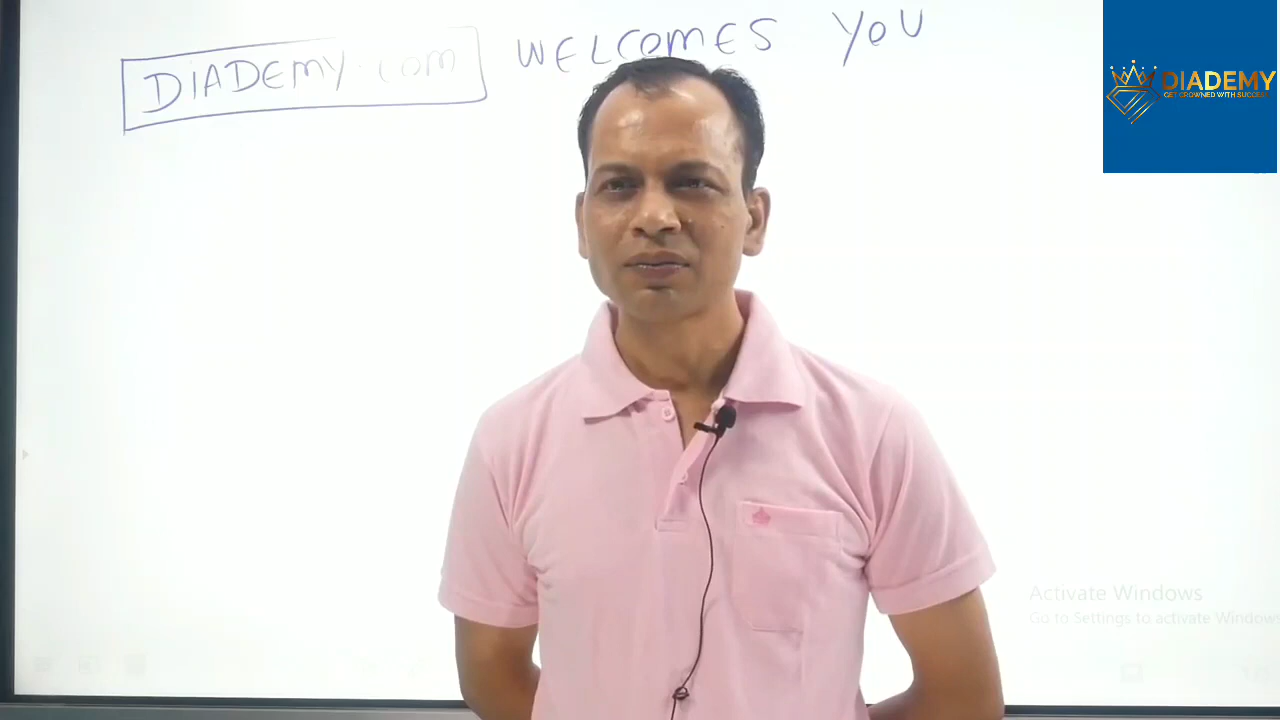 DIADEMY.COM WELCOMES YOU
DIADEMY
GET CROWNED WITH SUCCESS
Activate Windows
Go to Settings to activate Windows